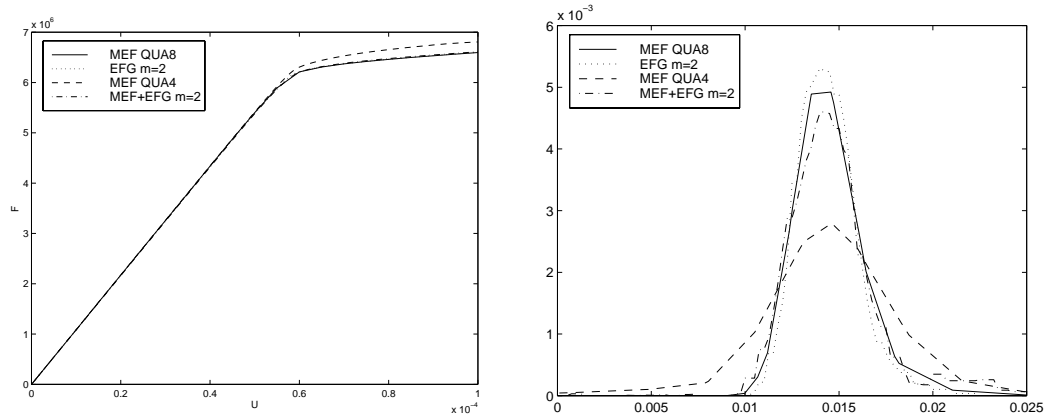 x 10⁶
7
6
5
4
3
2
1
0
F
MEF QUA8
EFG m=2
MEF QUA4
MEF+EFG m=2
0
0.2
0.4
0.6
0.8
1
U
x 10⁻⁴
x 10⁻³
6
5
4
3
2
1
0
MEF QUA8
EFG m=2
MEF QUA4
MEF+EFG m=2
0
0.005
0.01
0.015
0.02
0.025